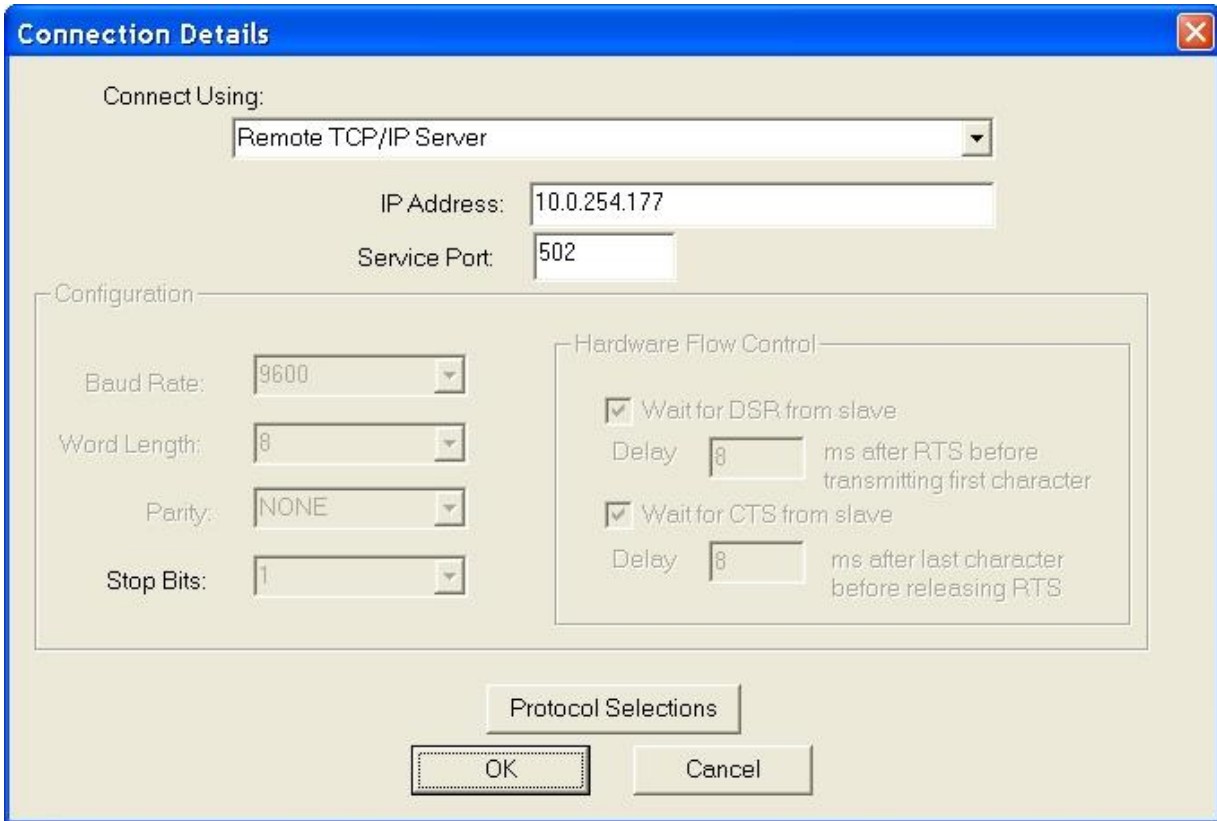 Connection Details
Connect Using:
Remote TCP/IP Server
IP Address: 10.0.254.177
Service Port: 502
Configuration
Baud Rate: 9600
Word Length: 8
Parity: NONE
Stop Bits: 1
Hardware Flow Control
Wait for DSR from slave
Delay 8 ms after RTS before
transmitting first character
Wait for CTS from slave
Delay 8 ms after last character
before releasing RTS
Protocol Selections
OK Cancel